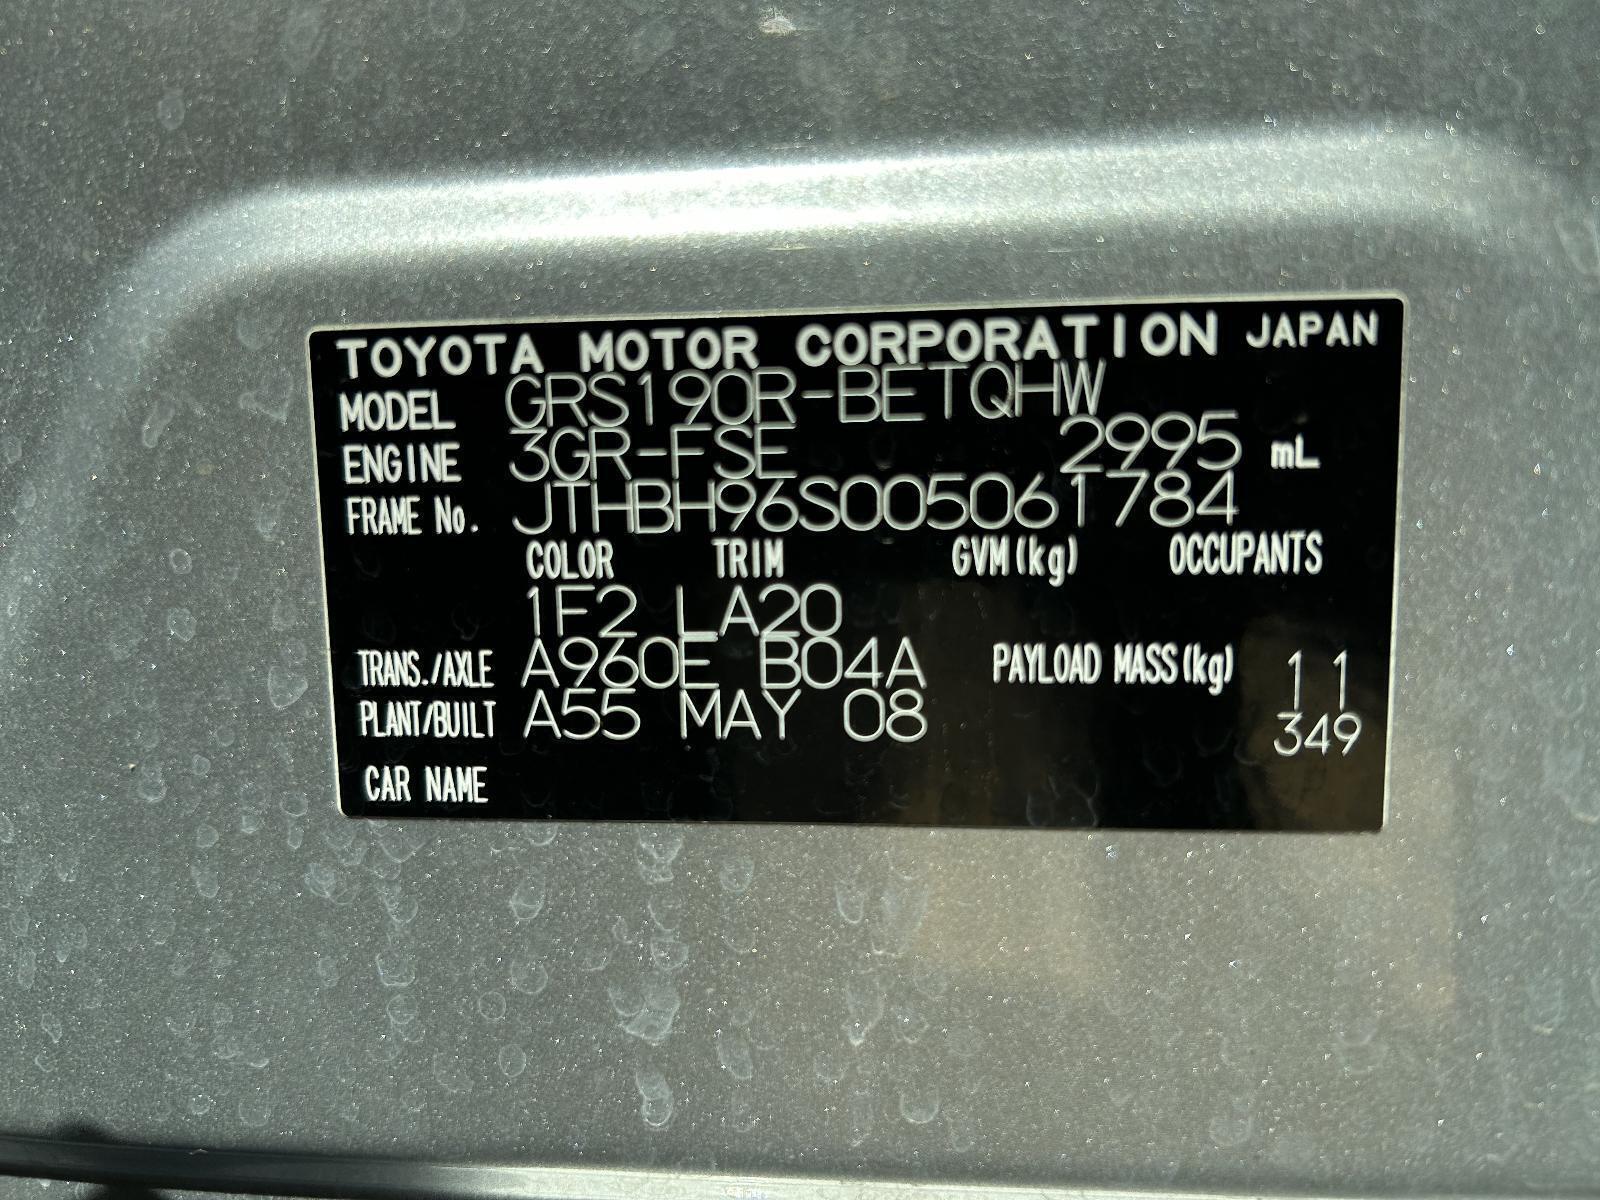 TOYOTA MOTOR CORPORATION JAPAN
MODEL GRS190R-BETQHW
ENGINE 3GR-FSE 2995 mL
FRAME No. JTHBH96S005061784
COLOR TRIM GVM(kg) OCCUPANTS
1F2 LA20
TRANS./AXLE A960E B04A PAYLOAD MASS(kg) 11
PLANT/BUILT A55 MAY 08 349
CAR NAME